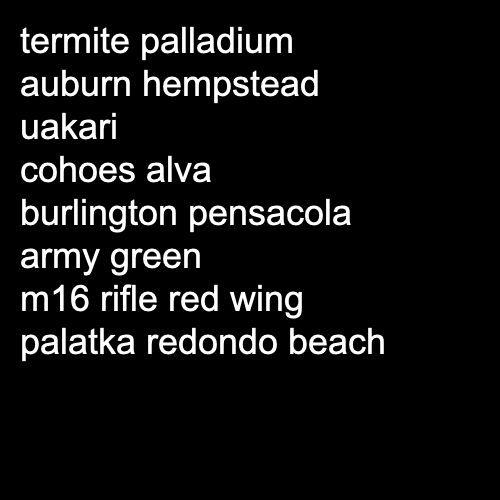 termite palladium
auburn hempstead
uakari
cohoes alva
burlington pensacola
army green
m16 rifle red wing
palatka redondo beach